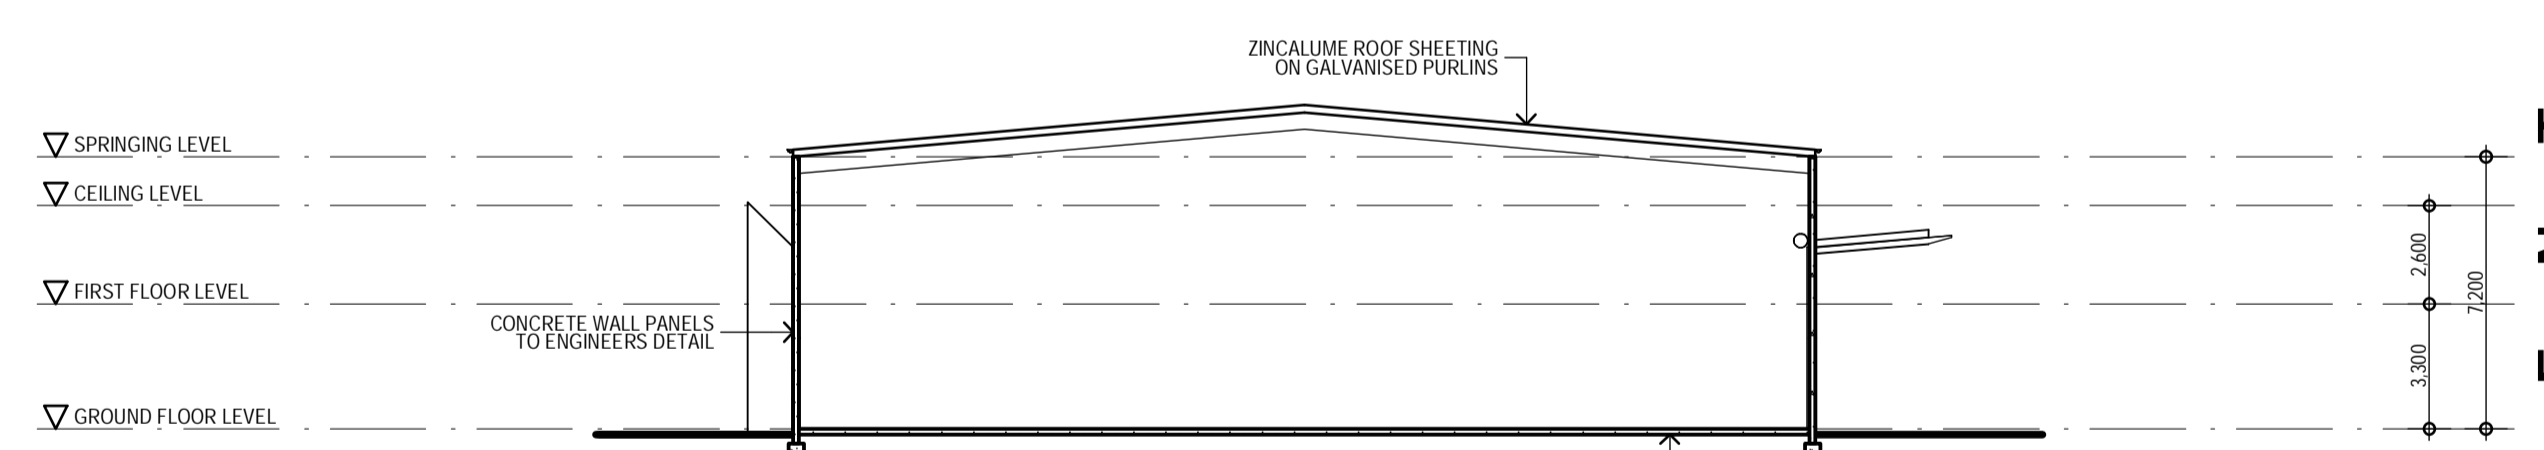 ZINCALUME ROOF SHEETING
ON GALVANISED PURLINS
SPRINGING LEVEL
CEILING LEVEL
FIRST FLOOR LEVEL
CONCRETE WALL PANELS
TO ENGINEERS DETAIL
GROUND FLOOR LEVEL
2,600
7,200
3,300